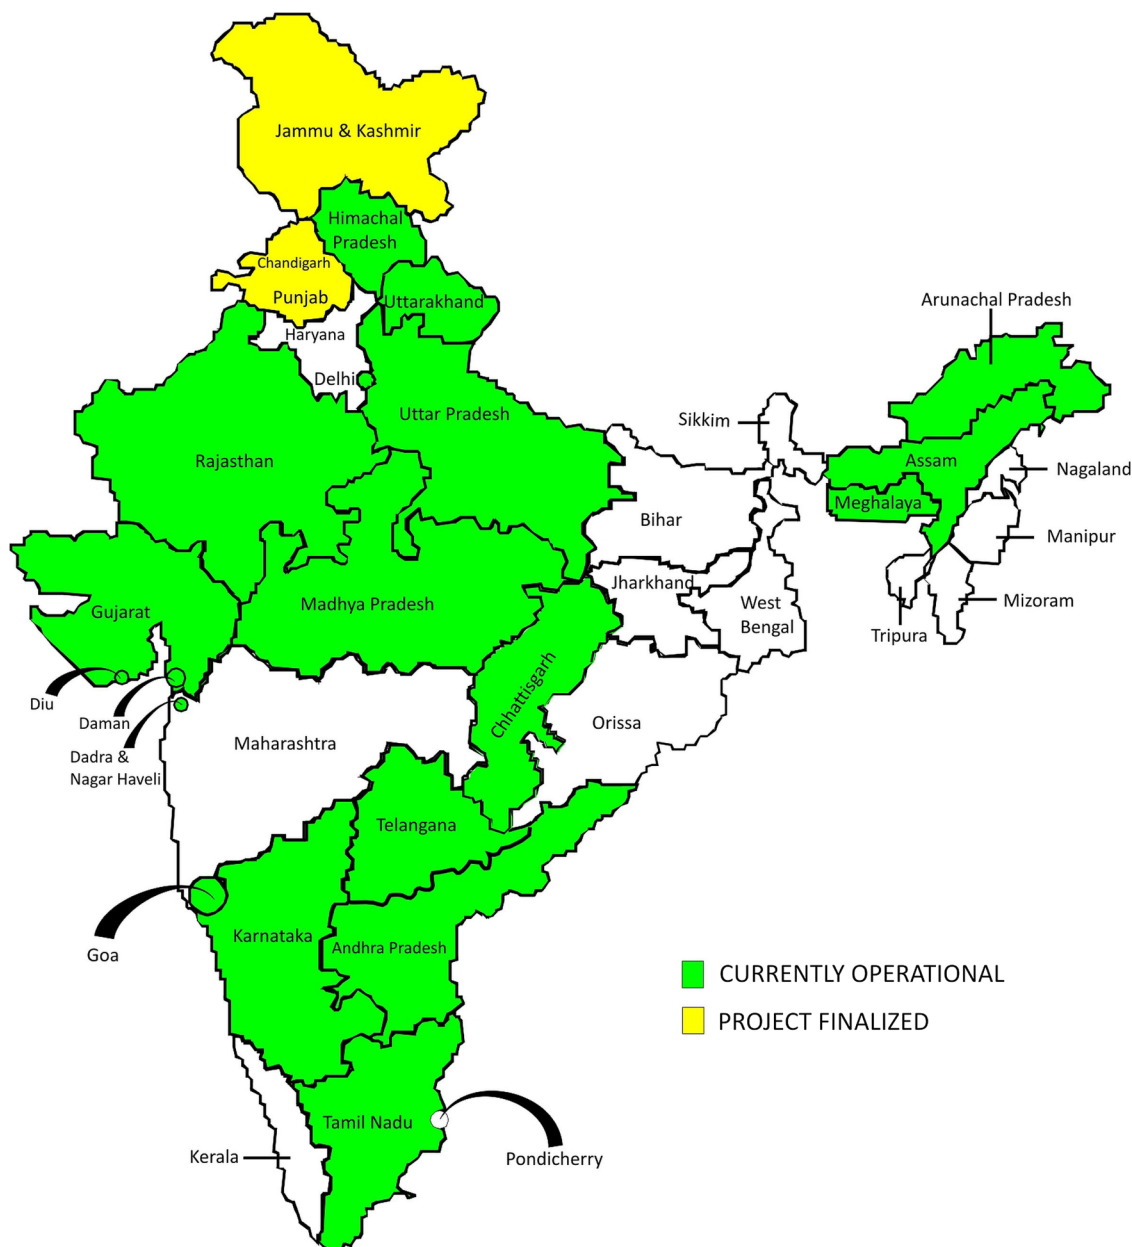 Jammu & Kashmir
Himachal
Pradesh
Chandigarh
Punjab
Uttarakhand
Arunachal Pradesh
Haryana
Delhi
Uttar Pradesh
Sikkim
Rajasthan
Assam
Nagaland
Meghalaya
Bihar
Manipur
Jharkhand
Madhya Pradesh
Gujarat
West
Bengal
Mizoram
Tripura
Chhattisgarh
Diu
Daman
Orissa
Maharashtra
Dadra &
Nagar Haveli
Telangana
Karnataka
Andhra Pradesh
Goa
CURRENTLY OPERATIONAL
PROJECT FINALIZED
Tamil Nadu
Kerala
Pondicherry